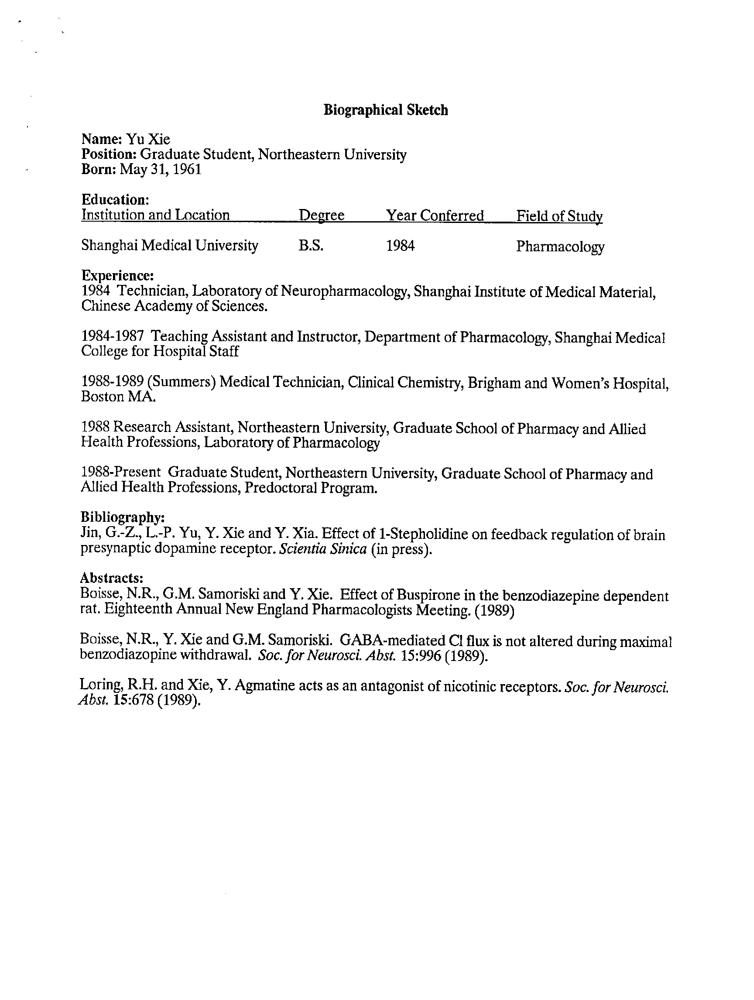 Biographical Sketch
Name: Yu Xie
Position: Graduate Student, Northeastern University
Born: May 31, 1961
Education:
Institution and Location Degree Year Conferred Field of Study
Shanghai Medical University B.S. 1984 Pharmacology
Experience:
1984 Technician, Laboratory of Neuropharmacology, Shanghai Institute of Medical Material,
Chinese Academy of Sciences.
1984-1987 Teaching Assistant and Instructor, Department of Pharmacology, Shanghai Medical
College for Hospital Staff
1988-1989 (Summers) Medical Technician, Clinical Chemistry, Brigham and Women's Hospital,
Boston MA.
1988 Research Assistant, Northeastern University, Graduate School of Pharmacy and Allied
Health Professions, Laboratory of Pharmacology
1988-Present Graduate Student, Northeastern University, Graduate School of Pharmacy and
Allied Health Professions, Predoctoral Program.
Bibliography:
Jin, G.-Z., L.-P. Yu, Y. Xie and Y. Xia. Effect of 1-Stepholidine on feedback regulation of brain
presynaptic dopamine receptor. Scientia Sinica (in press).
Abstracts:
Boisse, N.R., G.M. Samoriski and Y. Xie. Effect of Buspirone in the benzodiazepine dependent
rat. Eighteenth Annual New England Pharmacologists Meeting. (1989)
Boisse, N.R., Y. Xie and G.M. Samoriski. GABA-mediated Cl flux is not altered during maximal
benzodiazopine withdrawal. Soc. for Neurosci. Abst. 15:996 (1989).
Loring, R.H. and Xie, Y. Agmatine acts as an antagonist of nicotinic receptors. Soc. for Neurosci.
Abst. 15:678 (1989).